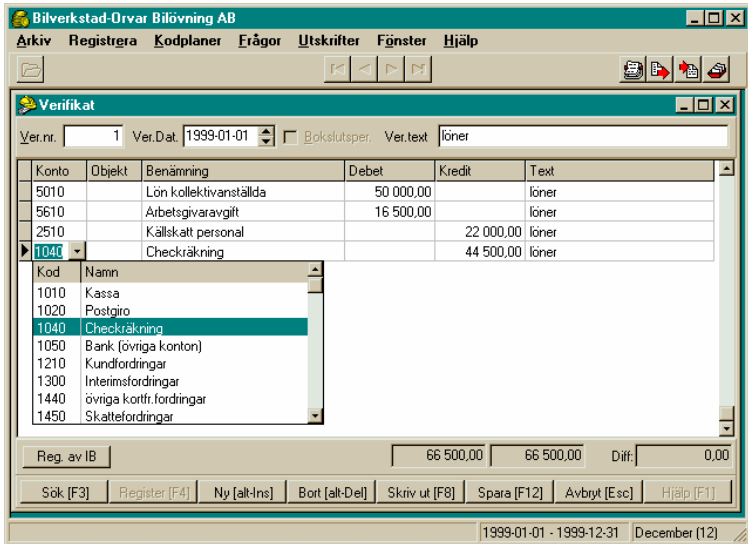 Bilverkstad-Orvar Bilövning AB
Arkiv Registrera Kodplaner Frågor Utskrifter Fönster Hjälp
Verifikat
Ver.nr. 1 Ver.Dat. 1999-01-01 Bokslutsper. Ver.text löner
Konto Objekt Benämning Debet Kredit Text
5010 Lön kollektivanställda 50 000,00 löner
5610 Arbetsgivaravgift 16 500,00 löner
2510 Källskatt personal 22 000,00 löner
1040 Checkräkning 44 500,00 löner
Kod Namn
1010 Kassa
1020 Postgiro
1040 Checkräkning
1050 Bank (övriga konton)
1210 Kundfordringar
1300 Interimsfordringar
1440 övriga kortfr.fordringar
1450 Skattefordringar
Reg. av IB 66 500,00 66 500,00 Diff: 0,00
Sök [F3] Register [F4] Ny [alt-Ins] Bort [alt-Del] Skriv ut [F8] Spara [F12] Avbryt [Esc] Hjälp [F1]
1999-01-01 - 1999-12-31 December (12)